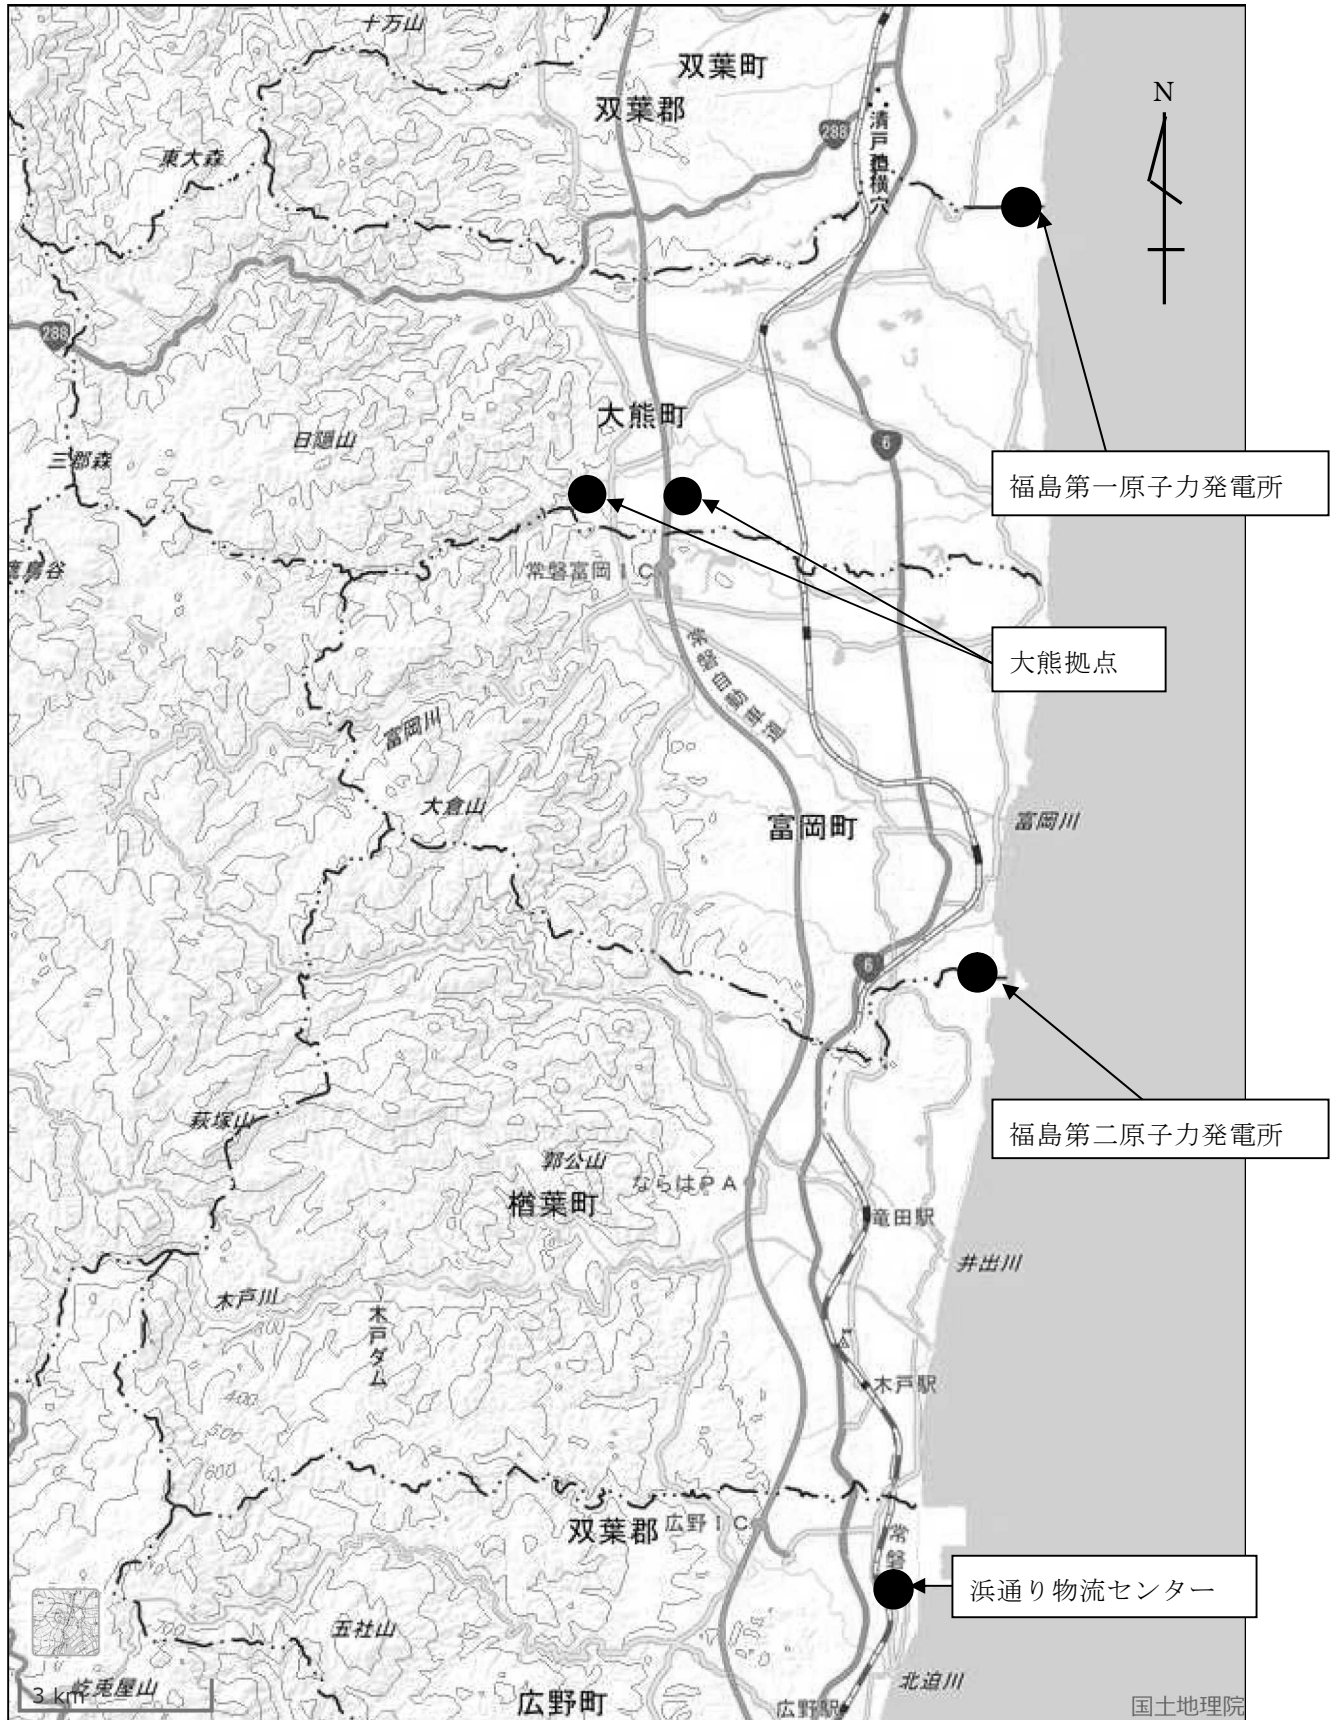 十万山
双葉町
双葉郡
N
288
清戸廹横穴
東大森
288
大熊町
日隠山
6
三郡森
福島第一原子力発電所
常磐富岡IC
大熊拠点
常磐自動車道
富岡川
大倉山
富岡町
富岡川
6
萩塚山
福島第二原子力発電所
郭公山
ならはPA
楢葉町
竜田駅
井出川
木戸川
木戸ダム
400
木戸駅
600
双葉郡
広野IC
常磐
浜通り物流センター
五社山
700
北迫川
3 km
屹兎屋山
広野町
広野駅
国土地理院